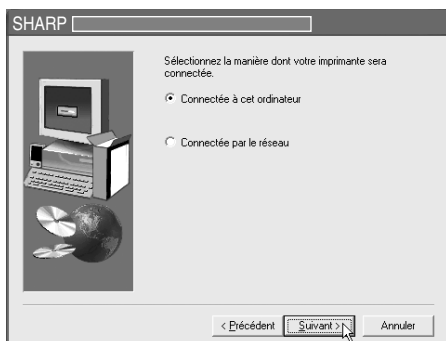 SHARP
Sélectionnez la manière dont votre imprimante sera
connectée.
Connectée à cet ordinateur
Connectée par le réseau
< Précédent
Suivant >
Annuler